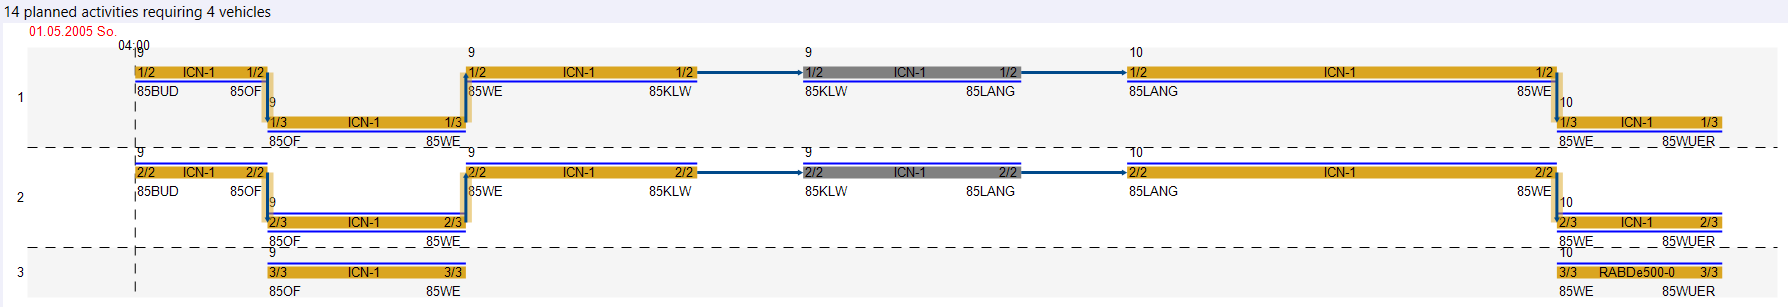 14 planned activities requiring 4 vehicles
01.05.2005 So.
04:00
9 9 9 10
1/2 ICN-1 1/2 1/2 ICN-1 1/2 1/2 ICN-1 1/2 1/2 ICN-1 1/2
85BUD 85OF 85WE 85KLW 85KLW 85LANG 85LANG 85WE
1
9 10
1/3 ICN-1 1/3 1/3 ICN-1 1/3
85OF 85WE 85WE 85WUER
9 9 9 10
2/2 ICN-1 2/2 2/2 ICN-1 2/2 2/2 ICN-1 2/2 2/2 ICN-1 2/2
85BUD 85OF 85WE 85KLW 85KLW 85LANG 85LANG 85WE
2
9 10
2/3 ICN-1 2/3 2/3 ICN-1 2/3
85OF 85WE 85WE 85WUER
9 10
3 3/3 ICN-1 3/3 3/3 RABDe500-0 3/3
85OF 85WE 85WE 85WUER